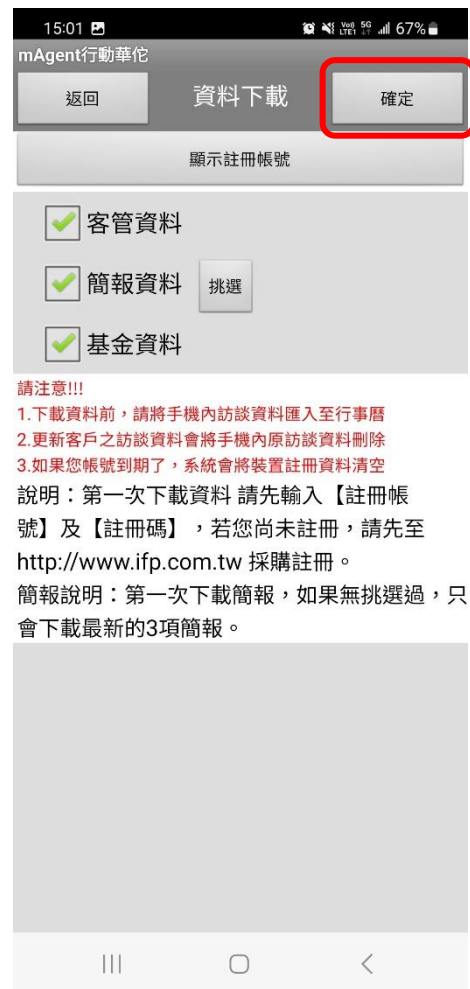 15:01 VoI) 5G LTE1 67%
mAgent行動華佗
返回 資料下載 確定
顯示註冊帳號
客管資料
簡報資料 挑選
基金資料
請注意!!!
1.下載資料前，請將手機內訪談資料匯入至行事曆
2.更新客戶之訪談資料會將手機內原訪談資料刪除
3.如果您帳號到期了，系統會將裝置註冊資料清空
說明：第一次下載資料 請先輸入【註冊帳
號】及【註冊碼】，若您尚未註冊，請先至
http://www.ifp.com.tw 採購註冊。
簡報說明：第一次下載簡報，如果無挑選過，只
會下載最新的3項簡報。